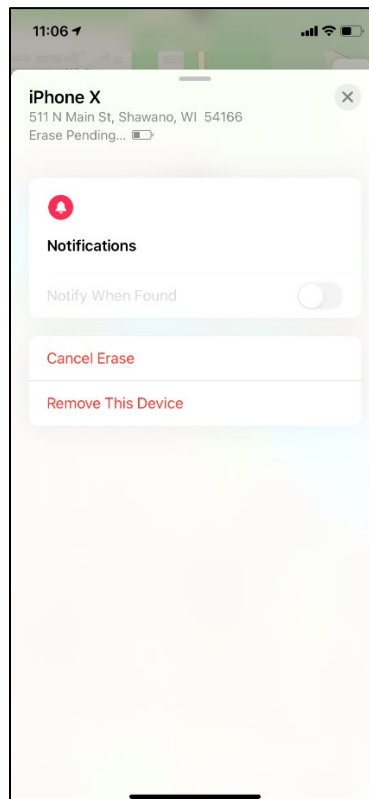 11:06
iPhone X
511 N Main St, Shawano, WI 54166
Erase Pending...
Notifications
Notify When Found
Cancel Erase
Remove This Device